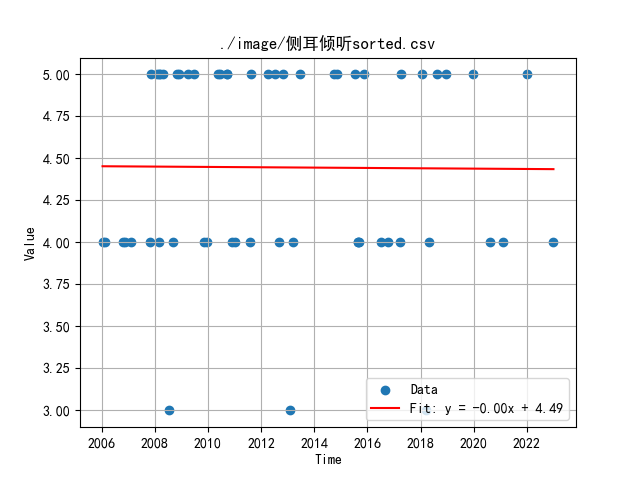 ./image/侧耳倾听sorted.csv
5.00
4.75
4.50
4.25
4.00
3.75
3.50
3.25
3.00
Value
2006 2008 2010 2012 2014 2016 2018 2020 2022
Time
Data
Fit: y = -0.00x + 4.49